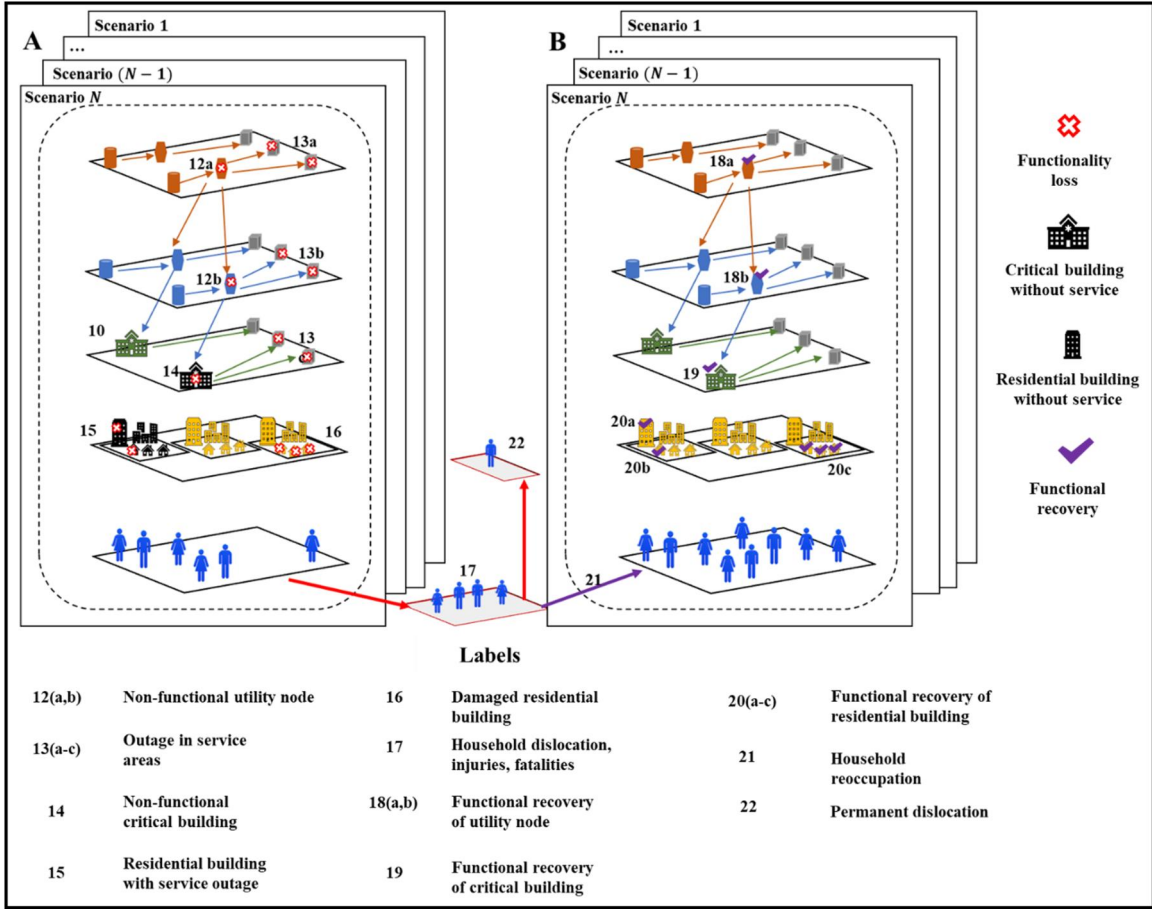 A
Scenario 1
...
Scenario (N − 1)
Scenario N
13a
12a
13b
12b
10
13
c
14
15
16
22
17
21
B
Scenario 1
...
Scenario (N − 1)
Scenario N
18a
18b
19
20a
20b
20c
Functionality
loss
Critical building
without service
Residential building
without service
Functional
recovery
Labels
12(a,b) Non-functional utility node
13(a-c) Outage in service
areas
14 Non-functional
critical building
15 Residential building
with service outage
16 Damaged residential
building
17 Household dislocation,
injuries, fatalities
18(a,b) Functional recovery
of utility node
19 Functional recovery
of critical building
20(a-c) Functional recovery of
residential building
21 Household
reoccupation
22 Permanent dislocation